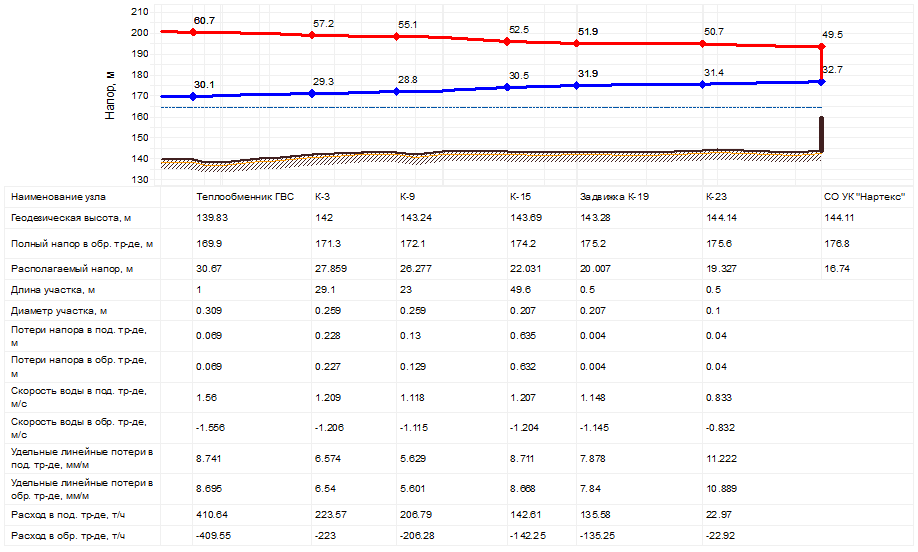 210
200
190
180
170
160
150
140
130
Напор, м
60.7
57.2
55.1
52.5
51.9
50.7
49.5
30.1
29.3
28.8
30.5
31.9
31.4
32.7
Наименование узла Теплообменник ГВС К-3 К-9 К-15 Задвижка К-19 К-23 СО УК "Нартекс"
Геодезическая высота, м 139.83 142 143.24 143.69 143.28 144.14 144.11
Полный напор в обр. тр-де, м 169.9 171.3 172.1 174.2 175.2 175.6 176.8
Располагаемый напор, м 30.67 27.859 26.277 22.031 20.007 19.327 16.74
Длина участка, м 1 29.1 23 49.6 0.5 0.5
Диаметр участка, м 0.309 0.259 0.259 0.207 0.207 0.1
Потери напора в под. тр-де,
м 0.069 0.228 0.13 0.635 0.004 0.04
Потери напора в обр. тр-де,
м 0.069 0.227 0.129 0.632 0.004 0.04
Скорость воды в под. тр-де,
м/с 1.56 1.209 1.118 1.207 1.148 0.833
Скорость воды в обр. тр-де,
м/с -1.556 -1.206 -1.115 -1.204 -1.145 -0.832
Удельные линейные потери в
под. тр-де, мм/м 8.741 6.574 5.629 8.711 7.878 11.222
Удельные линейные потери в
обр. тр-де, мм/м 8.695 6.54 5.601 8.668 7.84 10.889
Расход в под. тр-де, т/ч 410.64 223.57 206.79 142.61 135.58 22.97
Расход в обр. тр-де, т/ч -409.55 -223 -206.28 -142.25 -135.25 -22.92